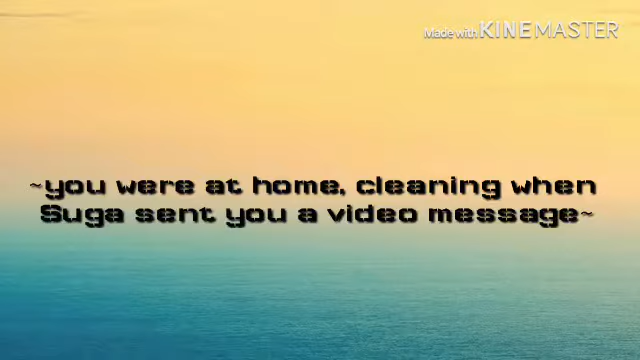 Made with KINEMASTER
~you were at home, cleaning when
Suga sent you a video message~